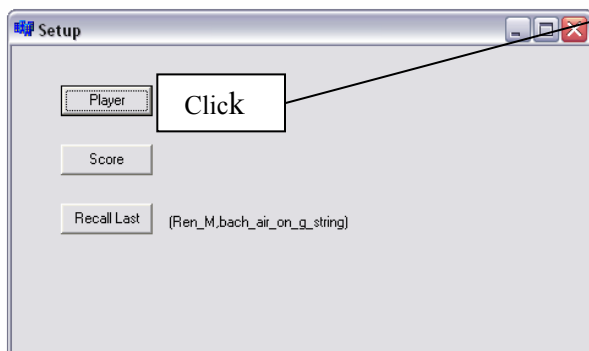 Setup
Player
Click
Score
Recall Last
(Ren_M,bach_air_on_g_string)